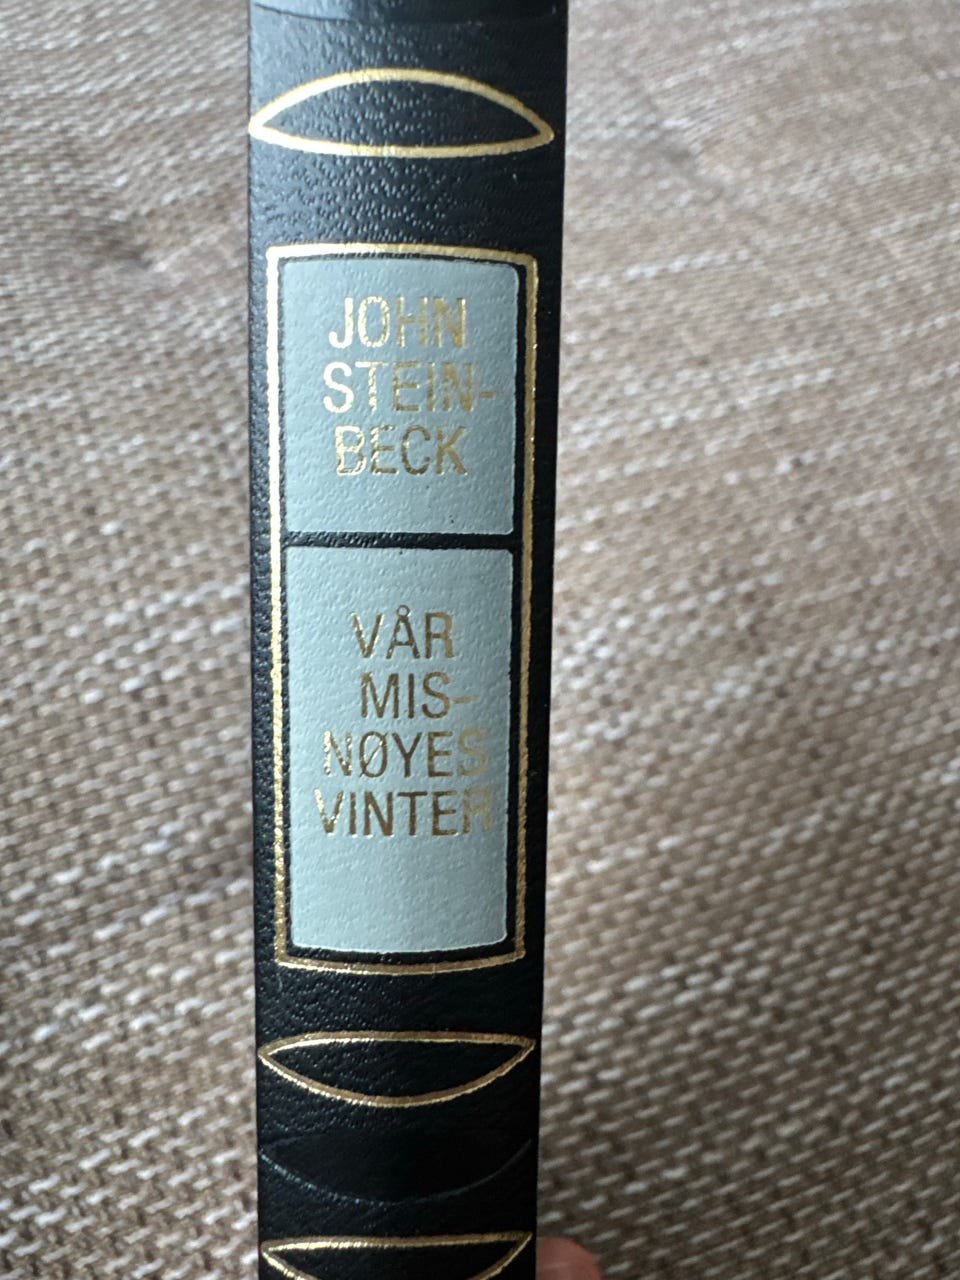 JOHN
STEIN-
BECK
VÅR
MIS-
NØYES
VINTER